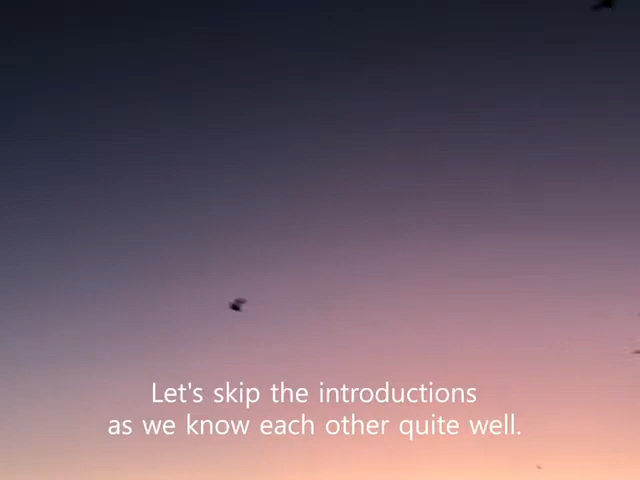 Let's skip the introductions
as we know each other quite well.